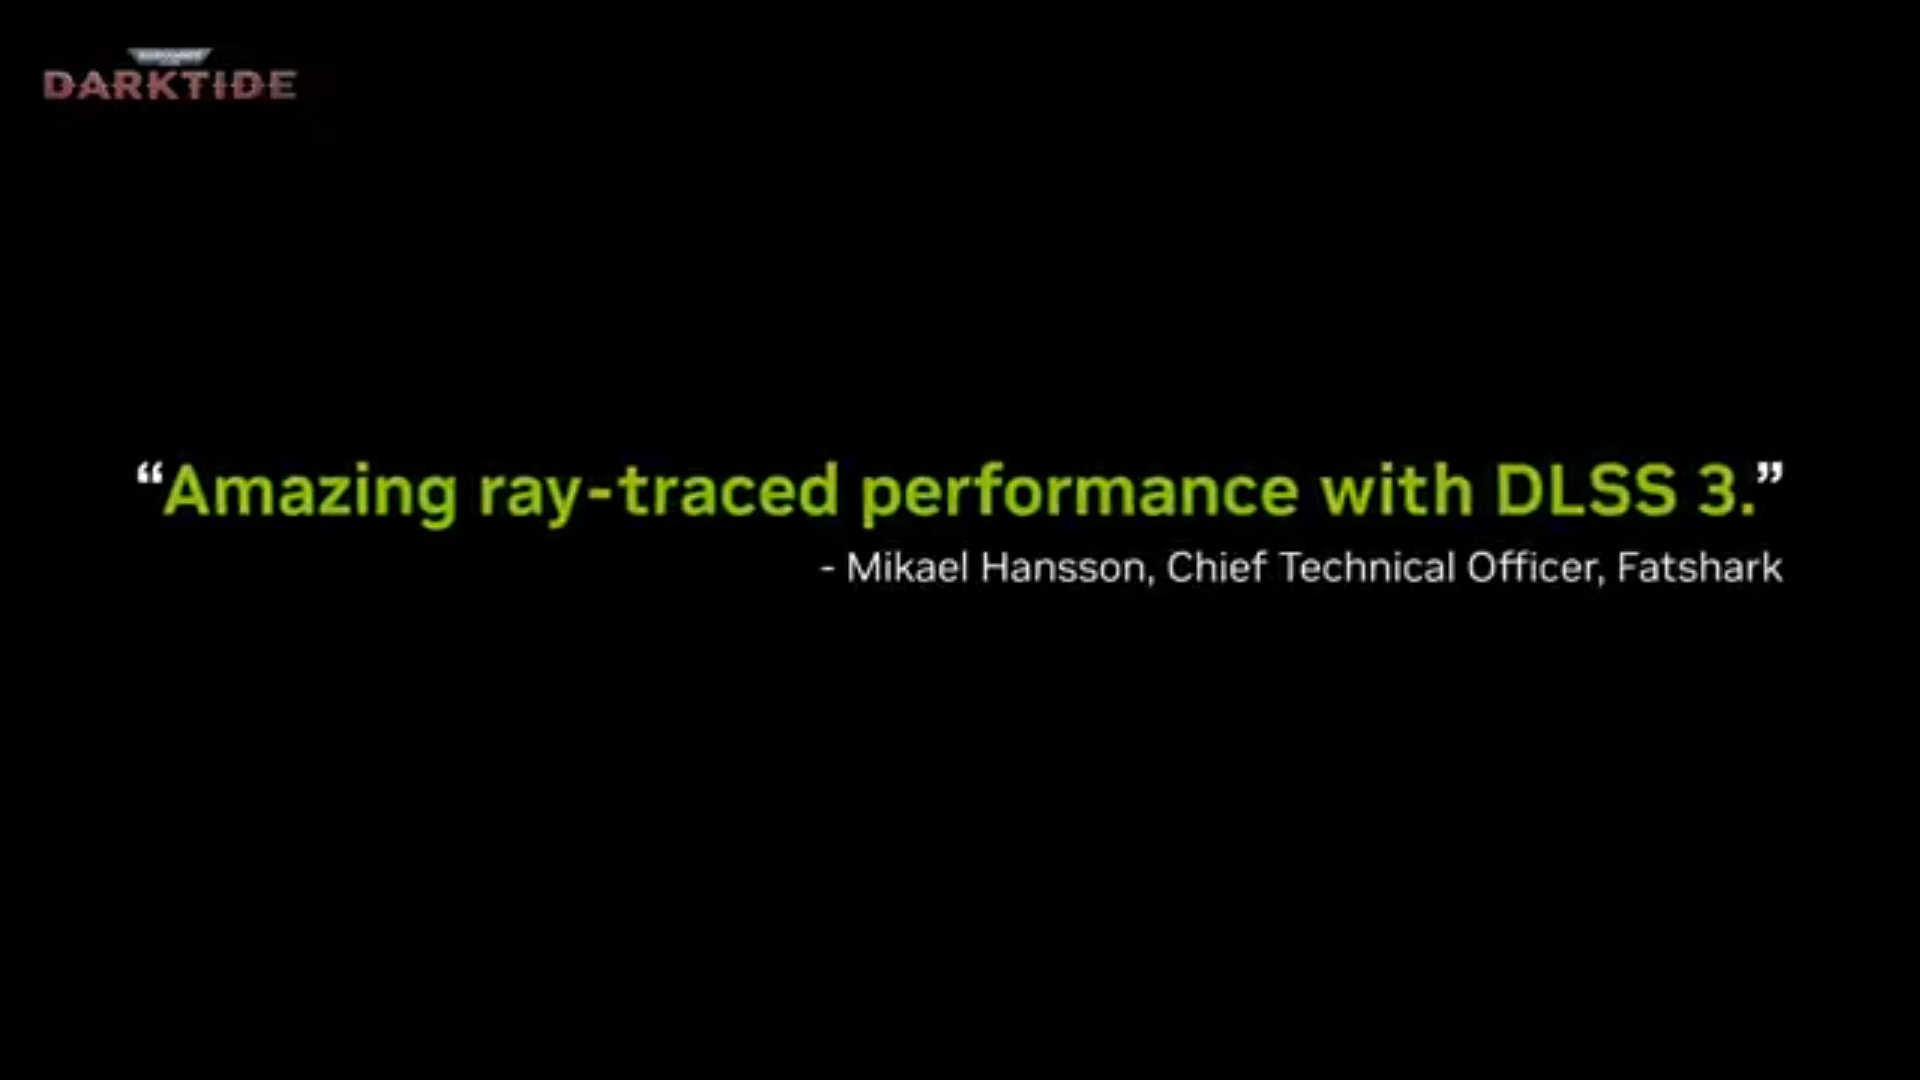 DARKTIDE
“Amazing ray-traced performance with DLSS 3.”
- Mikael Hansson, Chief Technical Officer, Fatshark